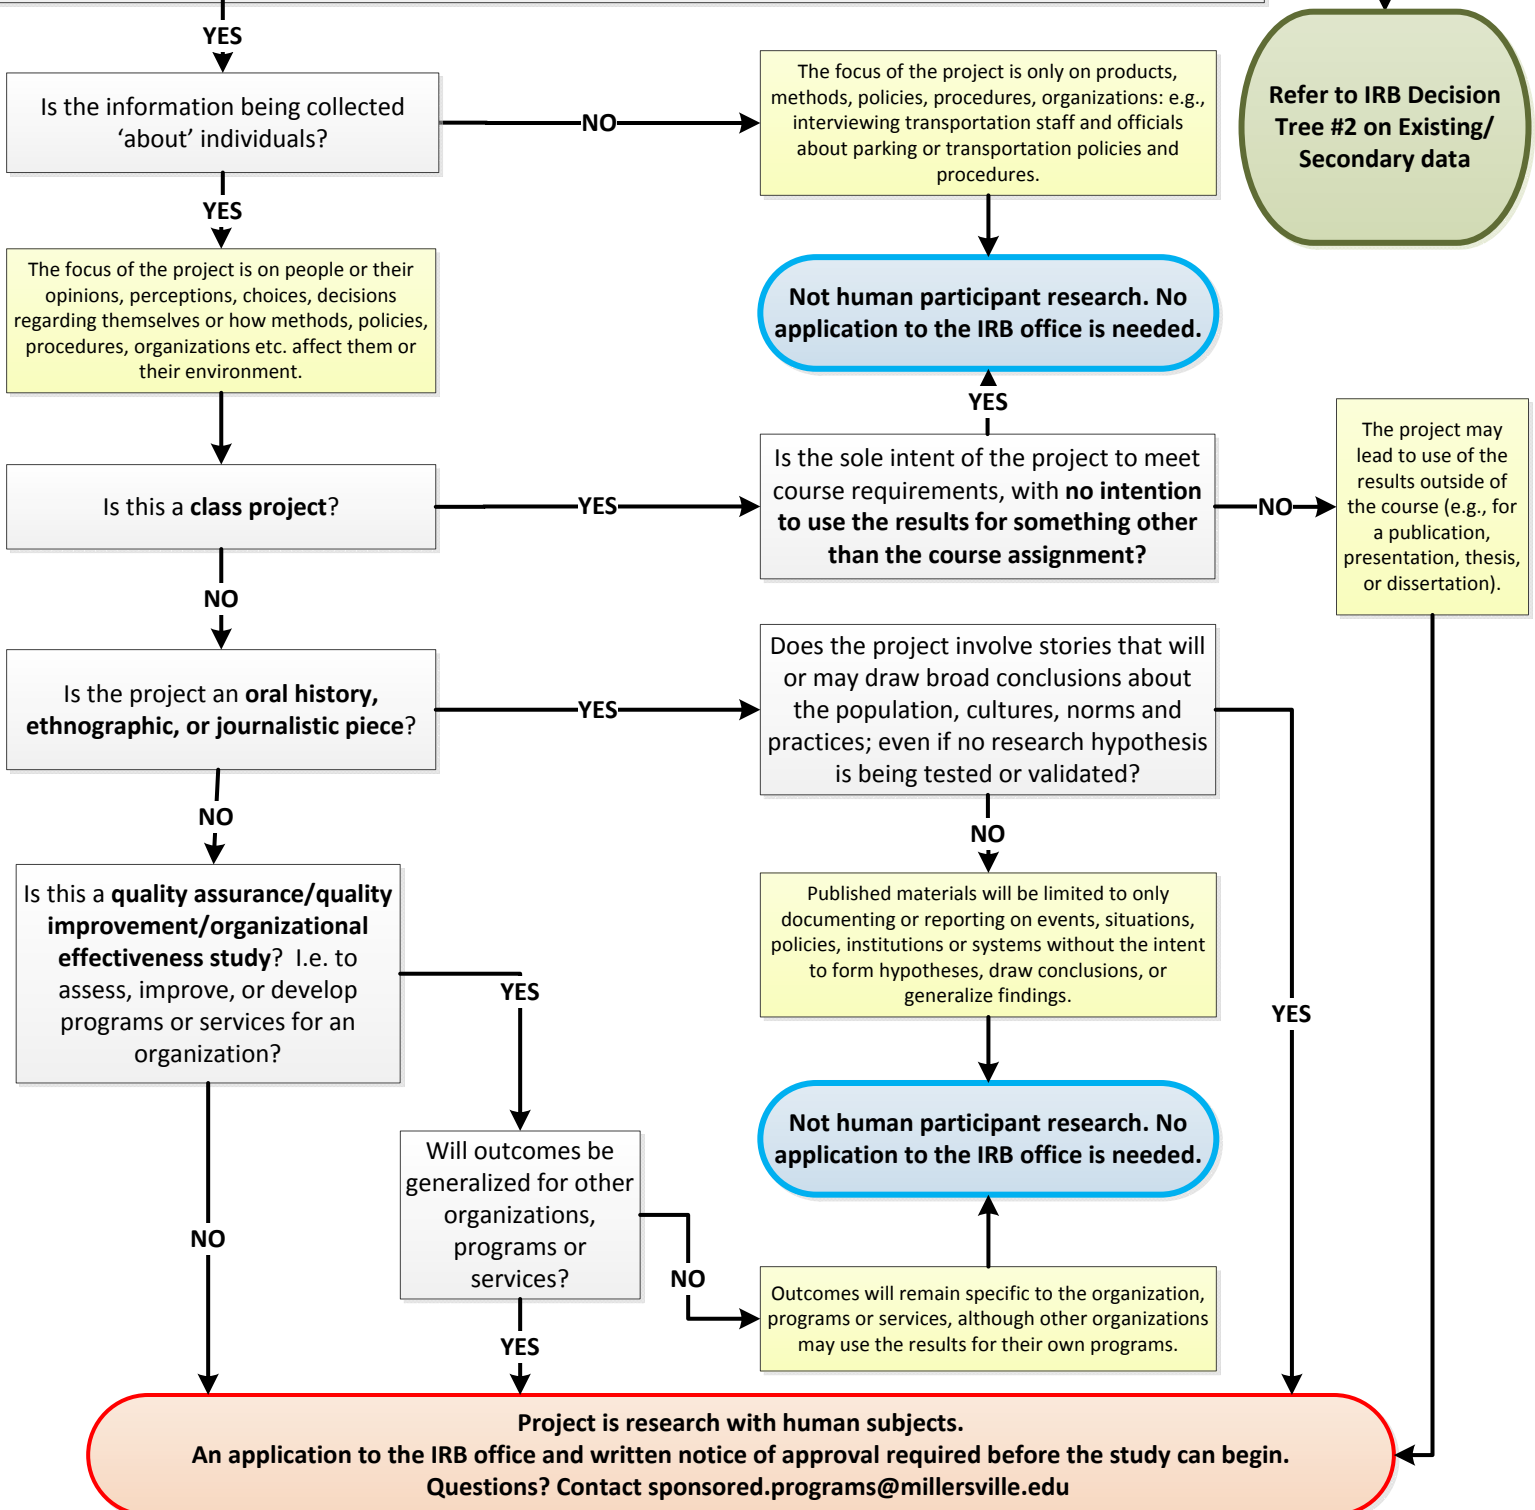 YES
Is the information being collected
‘about’ individuals?
NO
The focus of the project is only on products,
methods, policies, procedures, organizations: e.g.,
interviewing transportation staff and officials
about parking or transportation policies and
procedures.
Refer to IRB Decision
Tree #2 on Existing/
Secondary data
YES
The focus of the project is on people or their
opinions, perceptions, choices, decisions
regarding themselves or how methods, policies,
procedures, organizations etc. affect them or
their environment.
Not human participant research. No
application to the IRB office is needed.
YES
Is this a class project?
YES
Is the sole intent of the project to meet
course requirements, with no intention
to use the results for something other
than the course assignment?
NO
The project may
lead to use of the
results outside of
the course (e.g., for
a publication,
presentation, thesis,
or dissertation).
NO
Is the project an oral history,
ethnographic, or journalistic piece?
YES
Does the project involve stories that will
or may draw broad conclusions about
the population, cultures, norms and
practices; even if no research hypothesis
is being tested or validated?
NO
NO
YES
Is this a quality assurance/quality
improvement/organizational
effectiveness study?  I.e. to
assess, improve, or develop
programs or services for an
organization?
YES
Published materials will be limited to only
documenting or reporting on events, situations,
policies, institutions or systems without the intent
to form hypotheses, draw conclusions, or
generalize findings.
Not human participant research. No
application to the IRB office is needed.
NO
Will outcomes be
generalized for other
organizations,
programs or
services?
NO
Outcomes will remain specific to the organization,
programs or services, although other organizations
may use the results for their own programs.
YES
Project is research with human subjects.
An application to the IRB office and written notice of approval required before the study can begin.
Questions? Contact sponsored.programs@millersville.edu